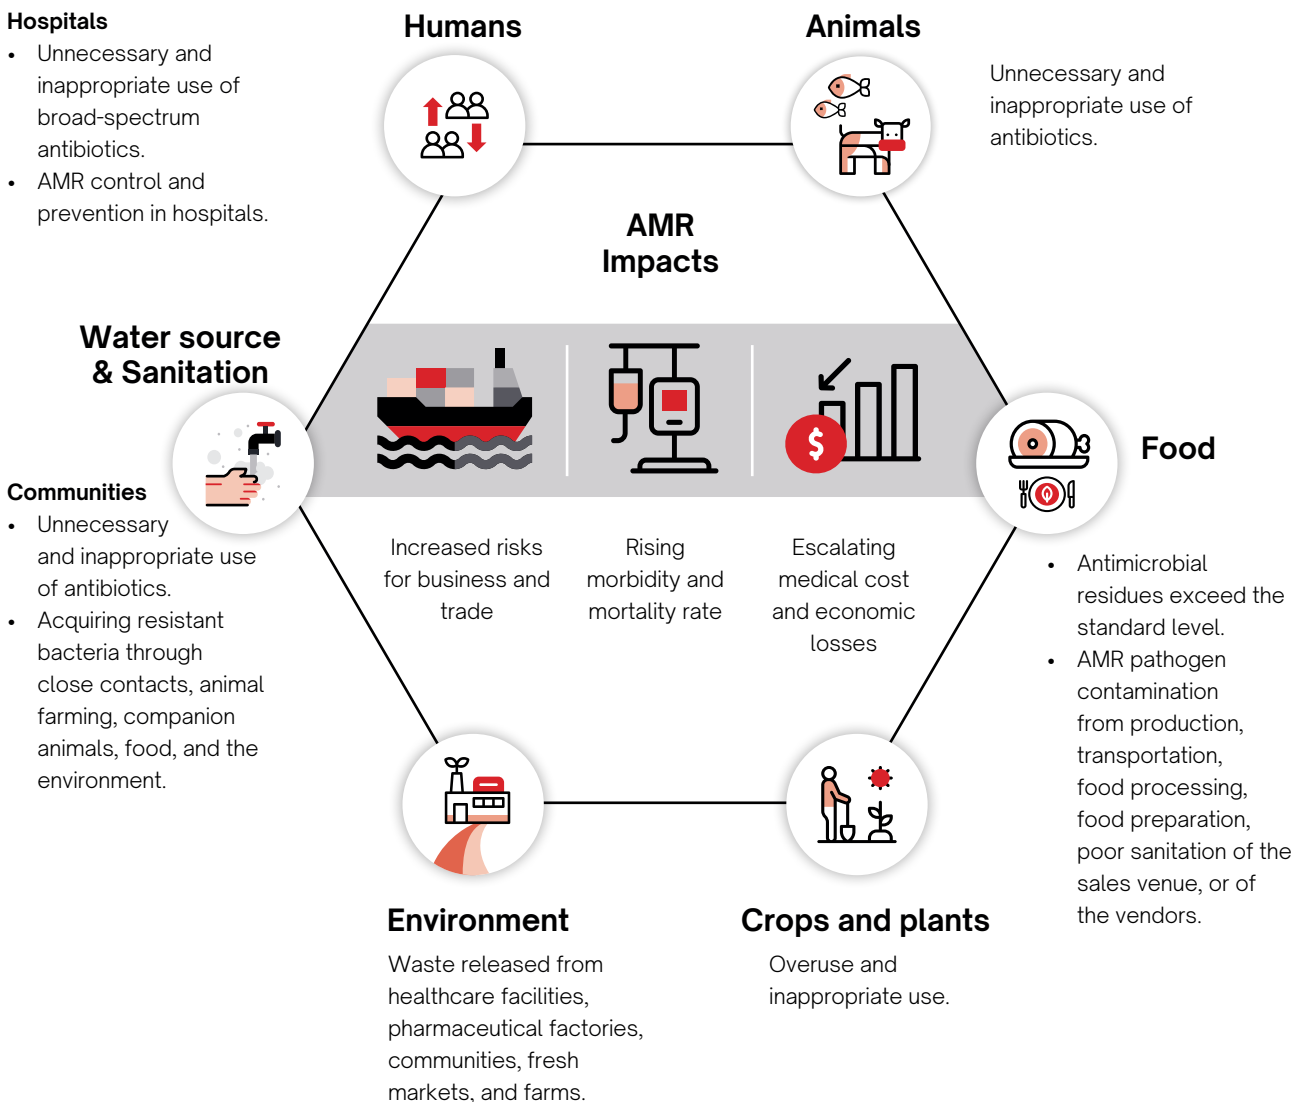 Hospitals
• Unnecessary and
inappropriate use of
broad-spectrum
antibiotics.
• AMR control and
prevention in hospitals.
Humans
Animals
Unnecessary and
inappropriate use of
antibiotics.
AMR
Impacts
Water source
& Sanitation
$
Food
Communities
• Unnecessary
and inappropriate use
of antibiotics.
• Acquiring resistant
bacteria through
close contacts, animal
farming, companion
animals, food, and the
environment.
Increased risks
for business and
trade
Rising
morbidity and
mortality rate
Escalating
medical cost
and economic
losses
• Antimicrobial
residues exceed the
standard level.
• AMR pathogen
contamination
from production,
transportation,
food processing,
food preparation,
poor sanitation of the
sales venue, or of
the vendors.
Environment
Waste released from
healthcare facilities,
pharmaceutical factories,
communities, fresh
markets, and farms.
Crops and plants
Overuse and
inappropriate use.